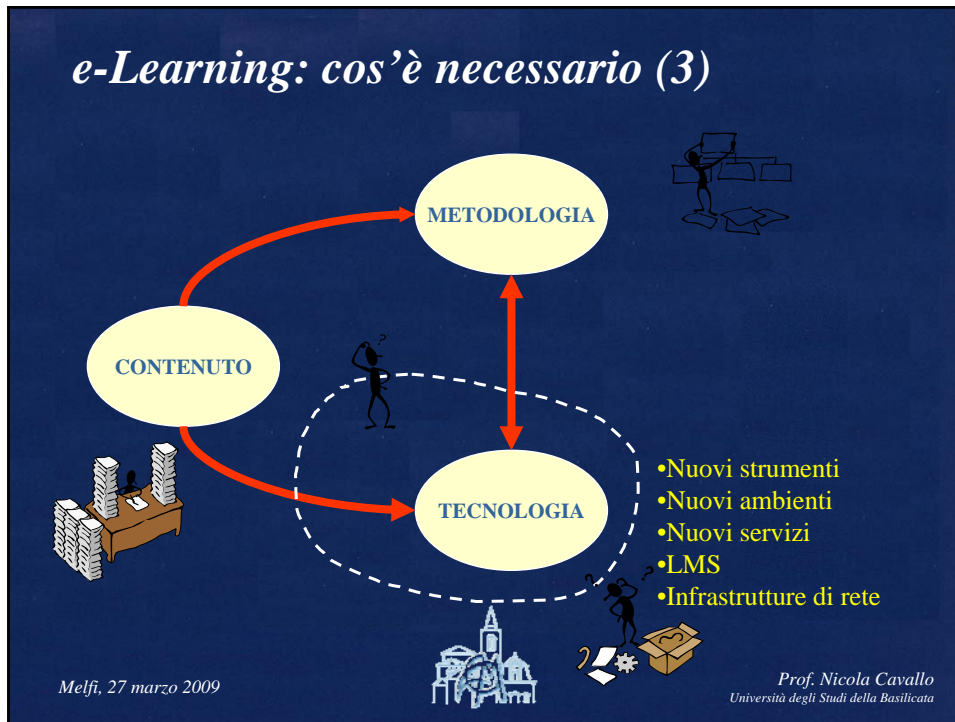 e-Learning: cos’è necessario (3)
METODOLOGIA
CONTENUTO
TECNOLOGIA
•Nuovi strumenti
•Nuovi ambienti
•Nuovi servizi
•LMS
•Infrastrutture di rete
Melfi, 27 marzo 2009
Prof. Nicola Cavallo
Università degli Studi della Basilicata